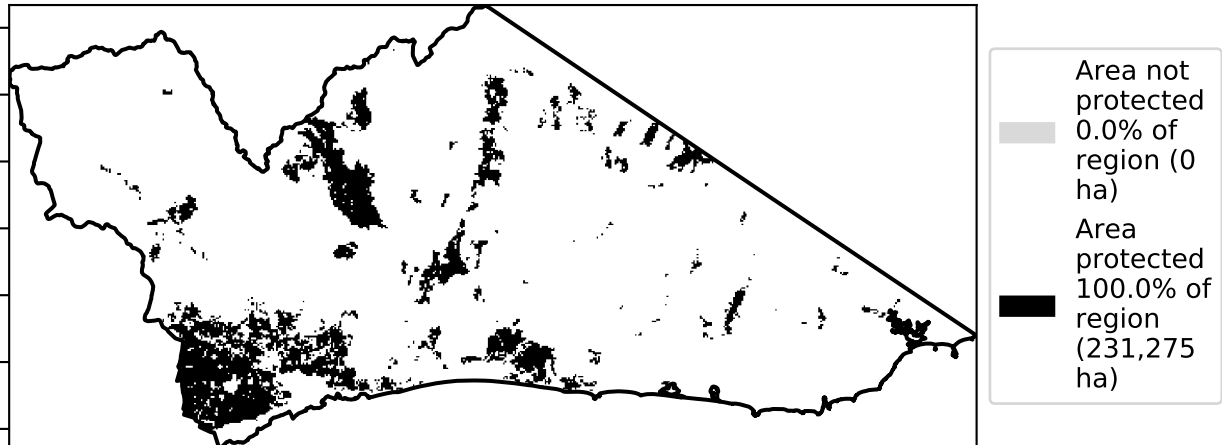 Area not
protected
0.0% of
region (0
ha)
Area
protected
100.0% of
region
(231,275
ha)